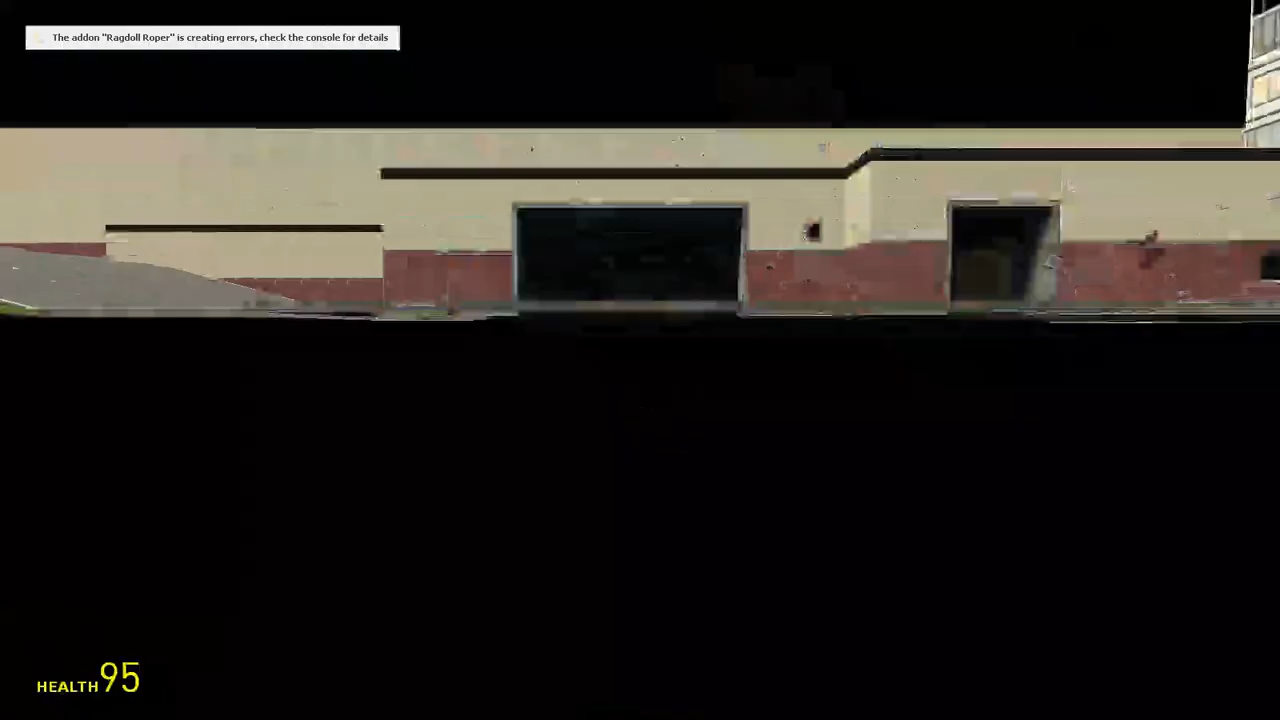 The addon "Ragdoll Roper" is creating errors, check the console for details
HEALTH 95